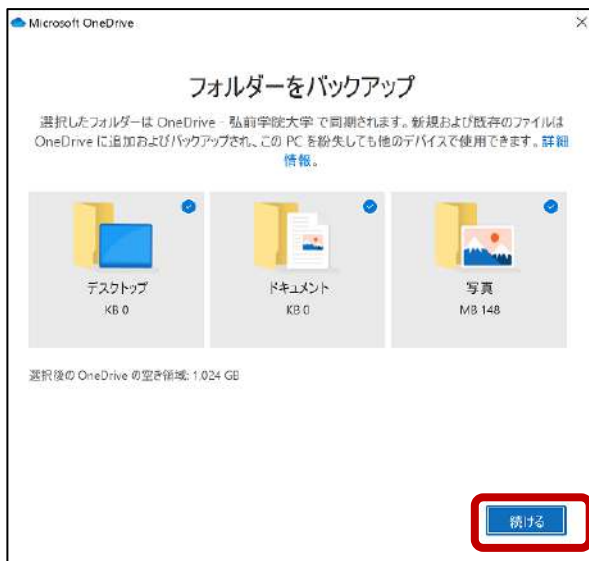 Microsoft OneDrive
フォルダーをバックアップ
選択したフォルダーは OneDrive - 弘前学院大学 で同期されます。新規および既存のファイルは
OneDrive に追加およびバックアップされ、この PC を紛失しても他のデバイスで使用できます。詳細
情報。
デスクトップ ドキュメント 写真
KB 0 KB 0 MB 148
選択後の OneDrive の空き領域: 1,024 GB
続ける